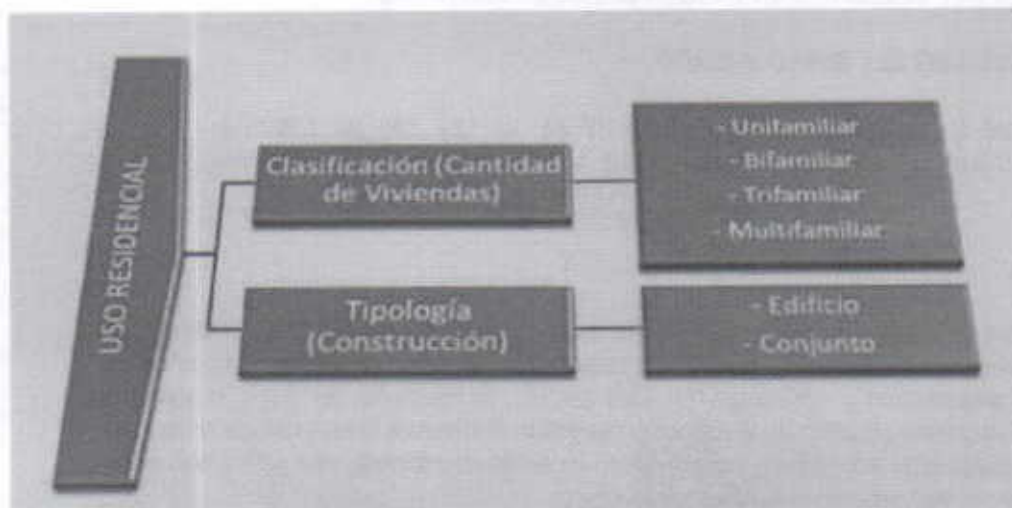 USO RESIDENCIAL
Clasificación (Cantidad
de Viviendas)
- Unifamiliar
- Bifamiliar
- Trifamiliar
- Multifamiliar
Tipología
(Construcción)
- Edificio
- Conjunto